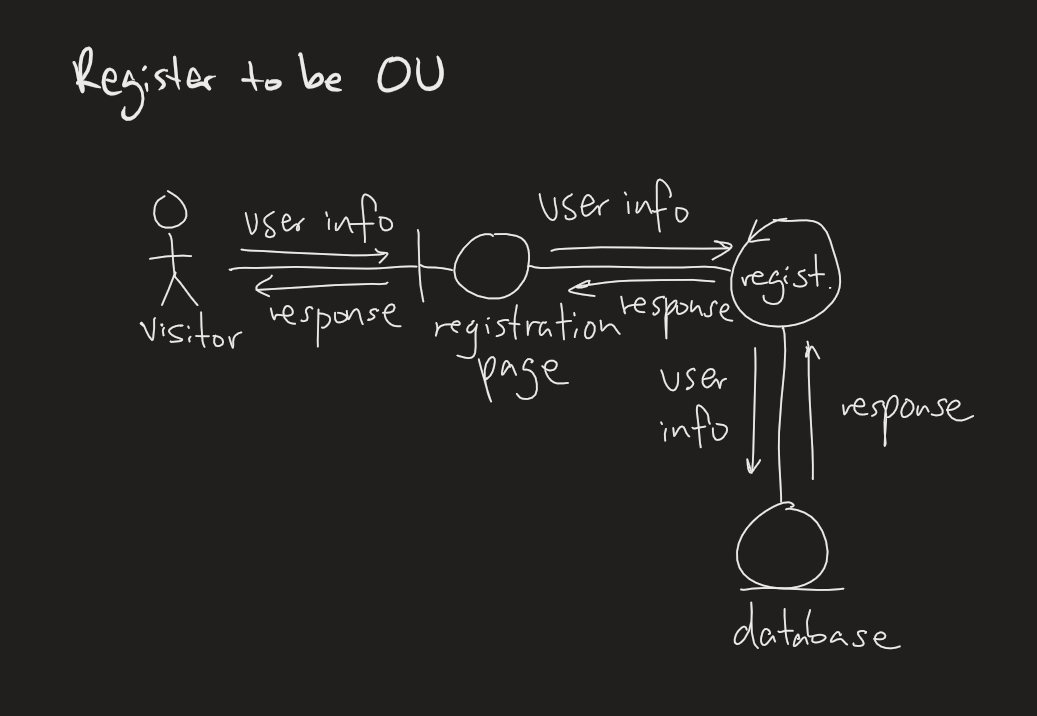 Register to be OU
user info
user info
regist.
response
response
visitor
registration
page
user
info
response
database